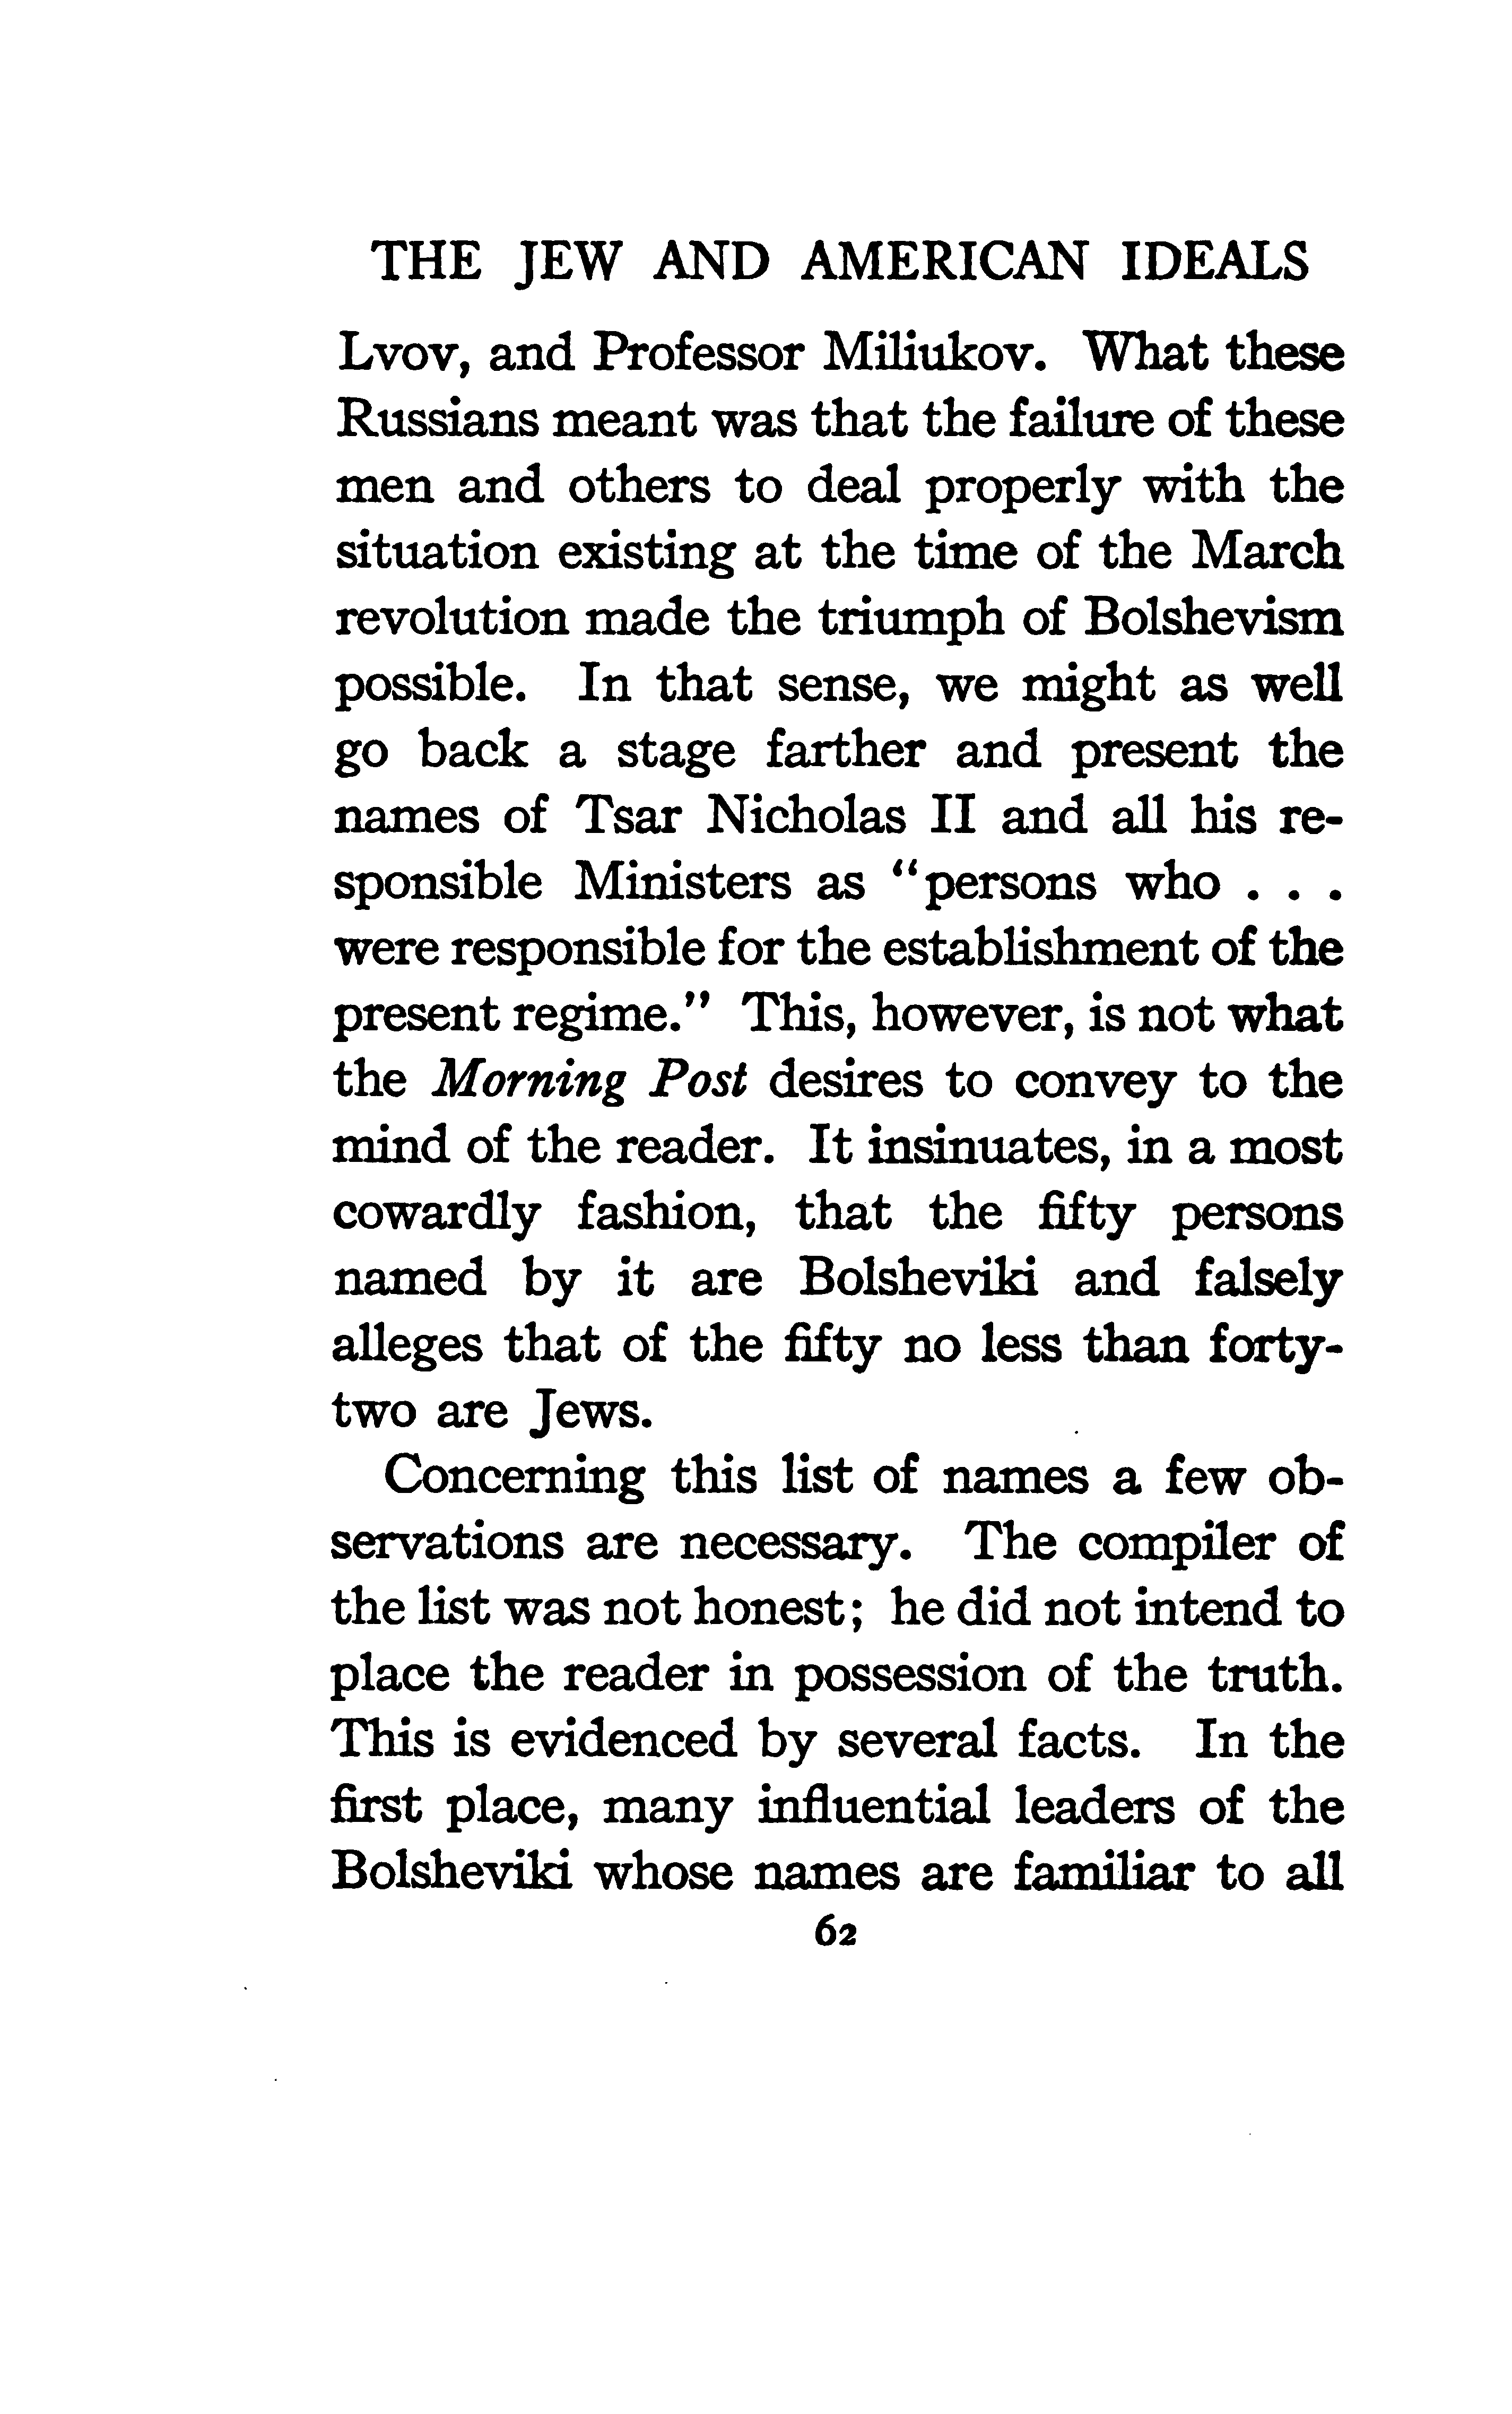 THE JEW AND AMERICAN IDEALS
Lvov, and Professor Miliukov. What these
Russians meant was that the failure of these
men and others to deal properly with the
situation existing at the time of the March
revolution made the triumph of Bolshevism
possible. In that sense, we might as well
go back a stage farther and present the
names of Tsar Nicholas II and all his re-
sponsible Ministers as "persons who . . .
were responsible for the establishment of the
present regime." This, however, is not what
the Morning Post desires to convey to the
mind of the reader. It insinuates, in a most
cowardly fashion, that the fifty persons
named by it are Bolsheviki and falsely
alleges that of the fifty no less than forty-
two are Jews.
Concerning this list of names a few ob-
servations are necessary. The compiler of
the list was not honest; he did not intend to
place the reader in possession of the truth.
This is evidenced by several facts. In the
first place, many influential leaders of the
Bolsheviki whose names are familiar to all
62